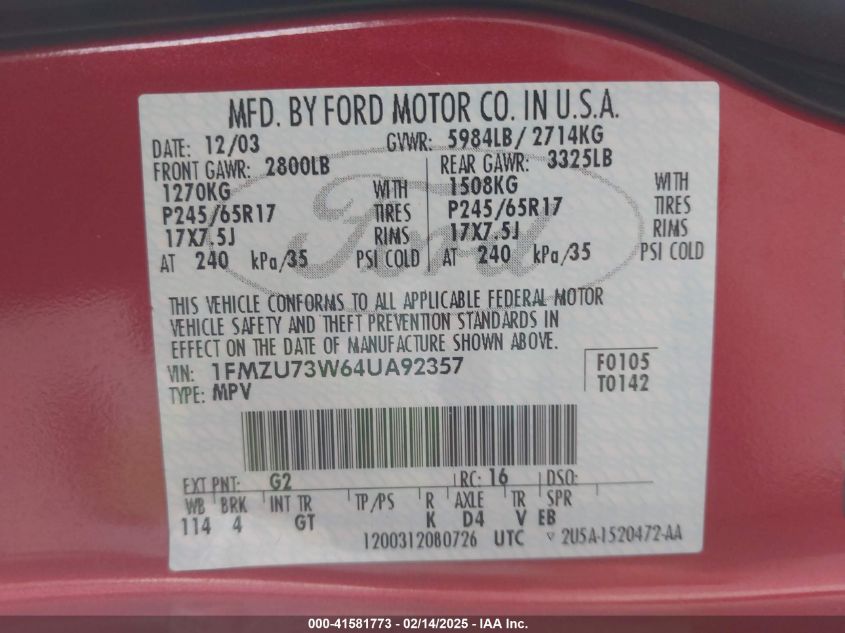 MFD. BY FORD MOTOR CO. IN U.S.A.
DATE: 12/03 GVWR: 5984LB/ 2714KG
FRONT GAWR: 2800LB REAR GAWR: 3325LB
1270KG WITH 1508KG WITH
P245/65R17 TIRES P245/65R17 TIRES
17X7.5J RIMS 17X7.5J RIMS
AT 240 kPa/35 PSI COLD AT 240 kPa/35 PSI COLD
Ford
THIS VEHICLE CONFORMS TO ALL APPLICABLE FEDERAL MOTOR
VEHICLE SAFETY AND THEFT PREVENTION STANDARDS IN
EFFECT ON THE DATE OF MANUFACTURE SHOWN ABOVE.
VIN: 1FMZU73W64UA92357 F0105
TYPE: MPV T0142
EXT PNT: G2 RC: 16 DSO:
WB BRK INT TR TP/PS R AXLE TR SPR
114 4 GT K D4 V EB
1200312080726 UTC ▽ 2U5A-1520472-AA
000-41581773 - 02/14/2025 - IAA Inc.